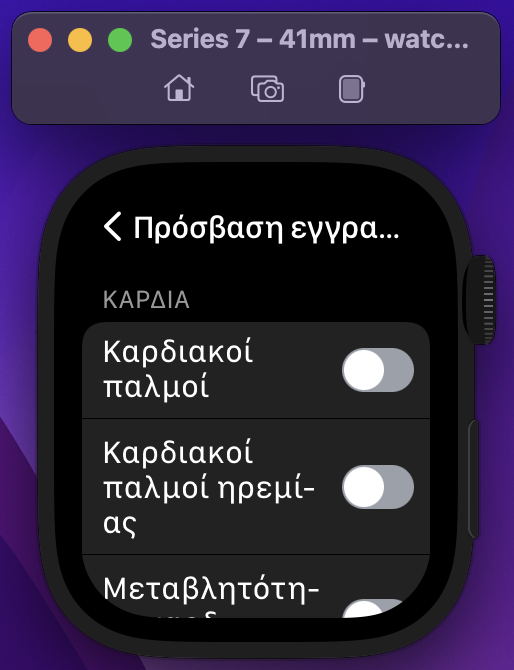 Series 7 – 41mm – watc...
Πρόσβαση εγγρα...
ΚΑΡΔΙΑ
Καρδιακοί
παλμοί
Καρδιακοί
παλμοί ηρεμί-
ας
Μεταβλητότη-